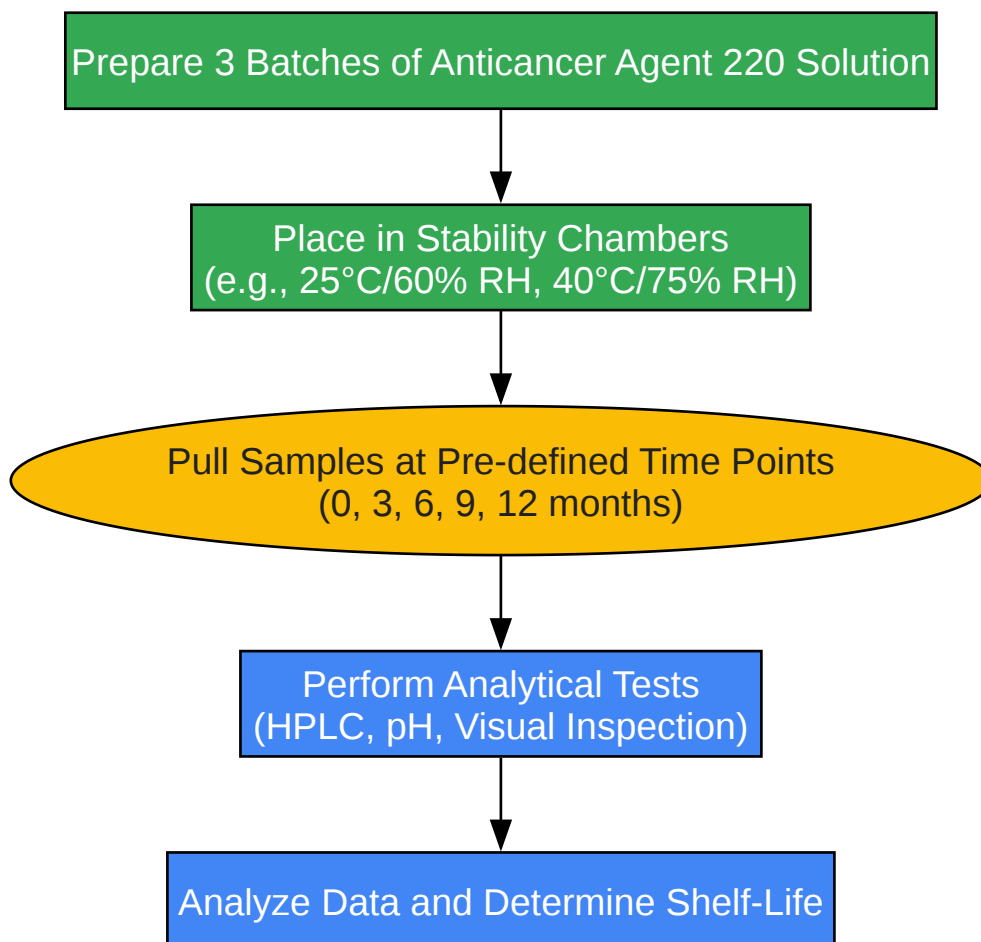 Prepare 3 Batches of Anticancer Agent 220 Solution
Place in Stability Chambers
(e.g., 25°C/60% RH, 40°C/75% RH)
Pull Samples at Pre-defined Time Points
(0, 3, 6, 9, 12 months)
Perform Analytical Tests
(HPLC, pH, Visual Inspection)
Analyze Data and Determine Shelf-Life